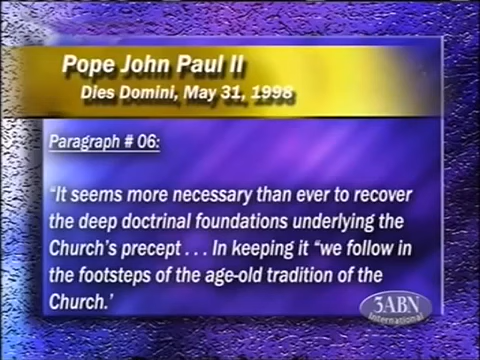 Pope John Paul II
Dies Domini, May 31, 1998
Paragraph # 06:
“It seems more necessary than ever to recover
the deep doctrinal foundations underlying the
Church’s precept . . . In keeping it “we follow in
the footsteps of the age-old tradition of the
Church.’
3ABN
International